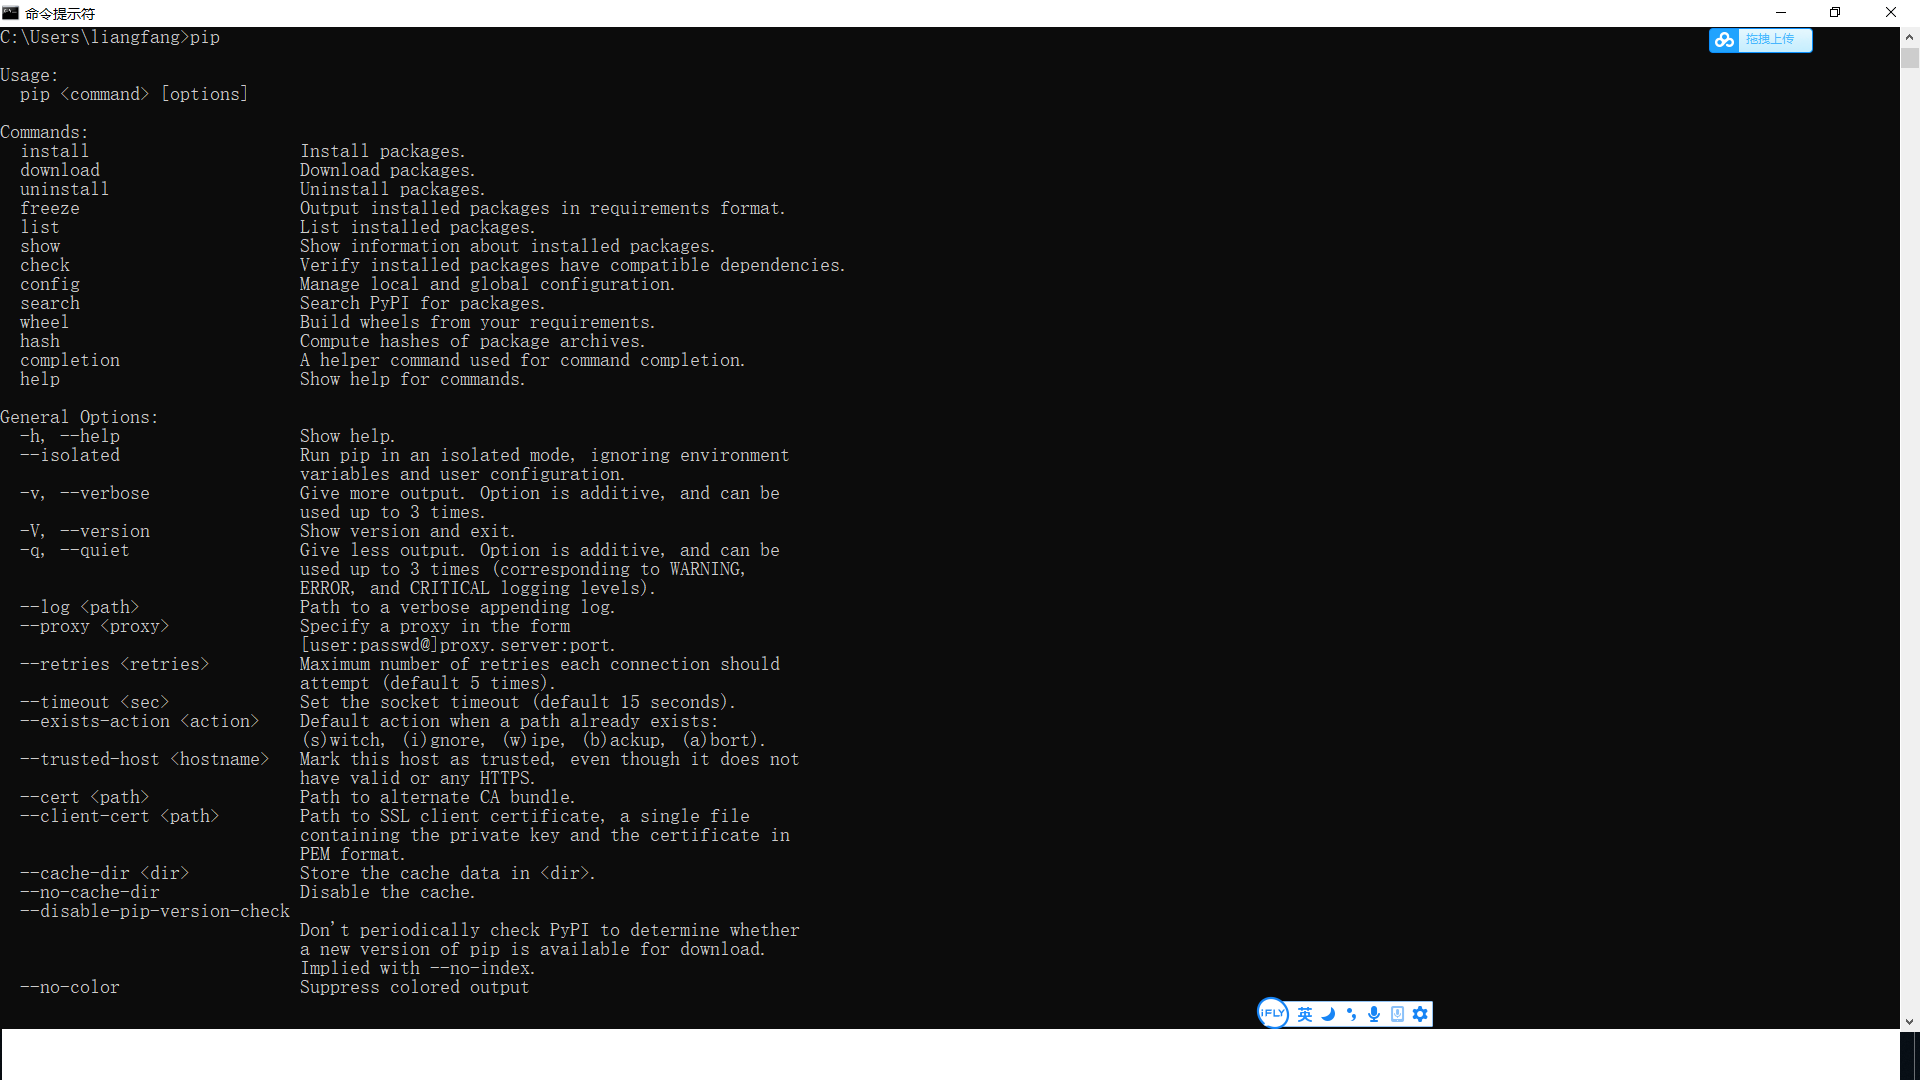 命令提示符
C:\Users\liangfang>pip
拖拽上传
Usage:
pip <command> [options]
Commands:
install Install packages.
download Download packages.
uninstall Uninstall packages.
freeze Output installed packages in requirements format.
list List installed packages.
show Show information about installed packages.
check Verify installed packages have compatible dependencies.
config Manage local and global configuration.
search Search PyPI for packages.
wheel Build wheels from your requirements.
hash Compute hashes of package archives.
completion A helper command used for command completion.
help Show help for commands.
General Options:
-h, --help Show help.
--isolated Run pip in an isolated mode, ignoring environment
variables and user configuration.
-v, --verbose Give more output. Option is additive, and can be
used up to 3 times.
-V, --version Show version and exit.
-q, --quiet Give less output. Option is additive, and can be
used up to 3 times (corresponding to WARNING,
ERROR, and CRITICAL logging levels).
--log <path> Path to a verbose appending log.
--proxy <proxy> Specify a proxy in the form
[user:passwd@]proxy.server:port.
--retries <retries> Maximum number of retries each connection should
attempt (default 5 times).
--timeout <sec> Set the socket timeout (default 15 seconds).
--exists-action <action> Default action when a path already exists:
(s)witch, (i)gnore, (w)ipe, (b)ackup, (a)bort).
--trusted-host <hostname> Mark this host as trusted, even though it does not
have valid or any HTTPS.
--cert <path> Path to alternate CA bundle.
--client-cert <path> Path to SSL client certificate, a single file
containing the private key and the certificate in
PEM format.
--cache-dir <dir> Store the cache data in <dir>.
--no-cache-dir Disable the cache.
--disable-pip-version-check
Don't periodically check PyPI to determine whether
a new version of pip is available for download.
Implied with --no-index.
--no-color Suppress colored output
iFLY 英